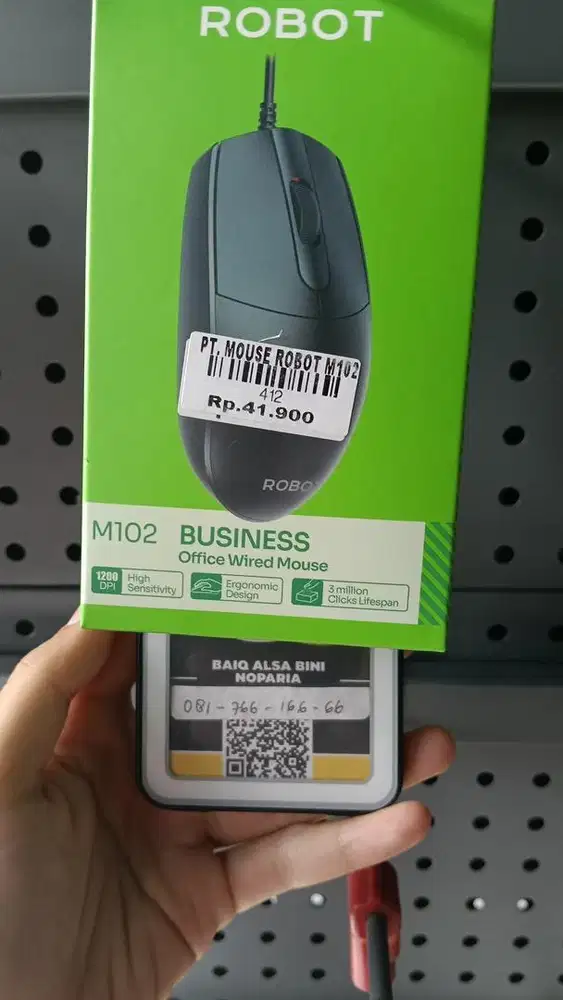 ROBOT
PT. MOUSE ROBOT M102
412
Rp.41.900
ROBOT
M102 BUSINESS
Office Wired Mouse
1200 DPI High Sensitivity
Ergonomic Design
3 million Clicks Lifespan
BAIQ ALSA BINI
NOPARIA
081-766-166-66